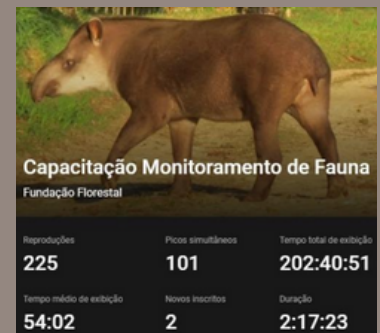 Capacitação Monitoramento de Fauna
Fundação Florestal
Reproduções Picos simultâneos Tempo total de exibição
225 101 202:40:51
Tempo médio de exibição Novos inscritos Duração
54:02 2 2:17:23